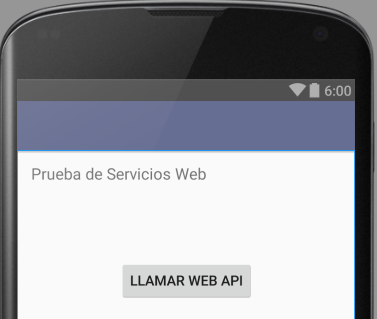 6:00
Prueba de Servicios Web
LLAMAR WEB API